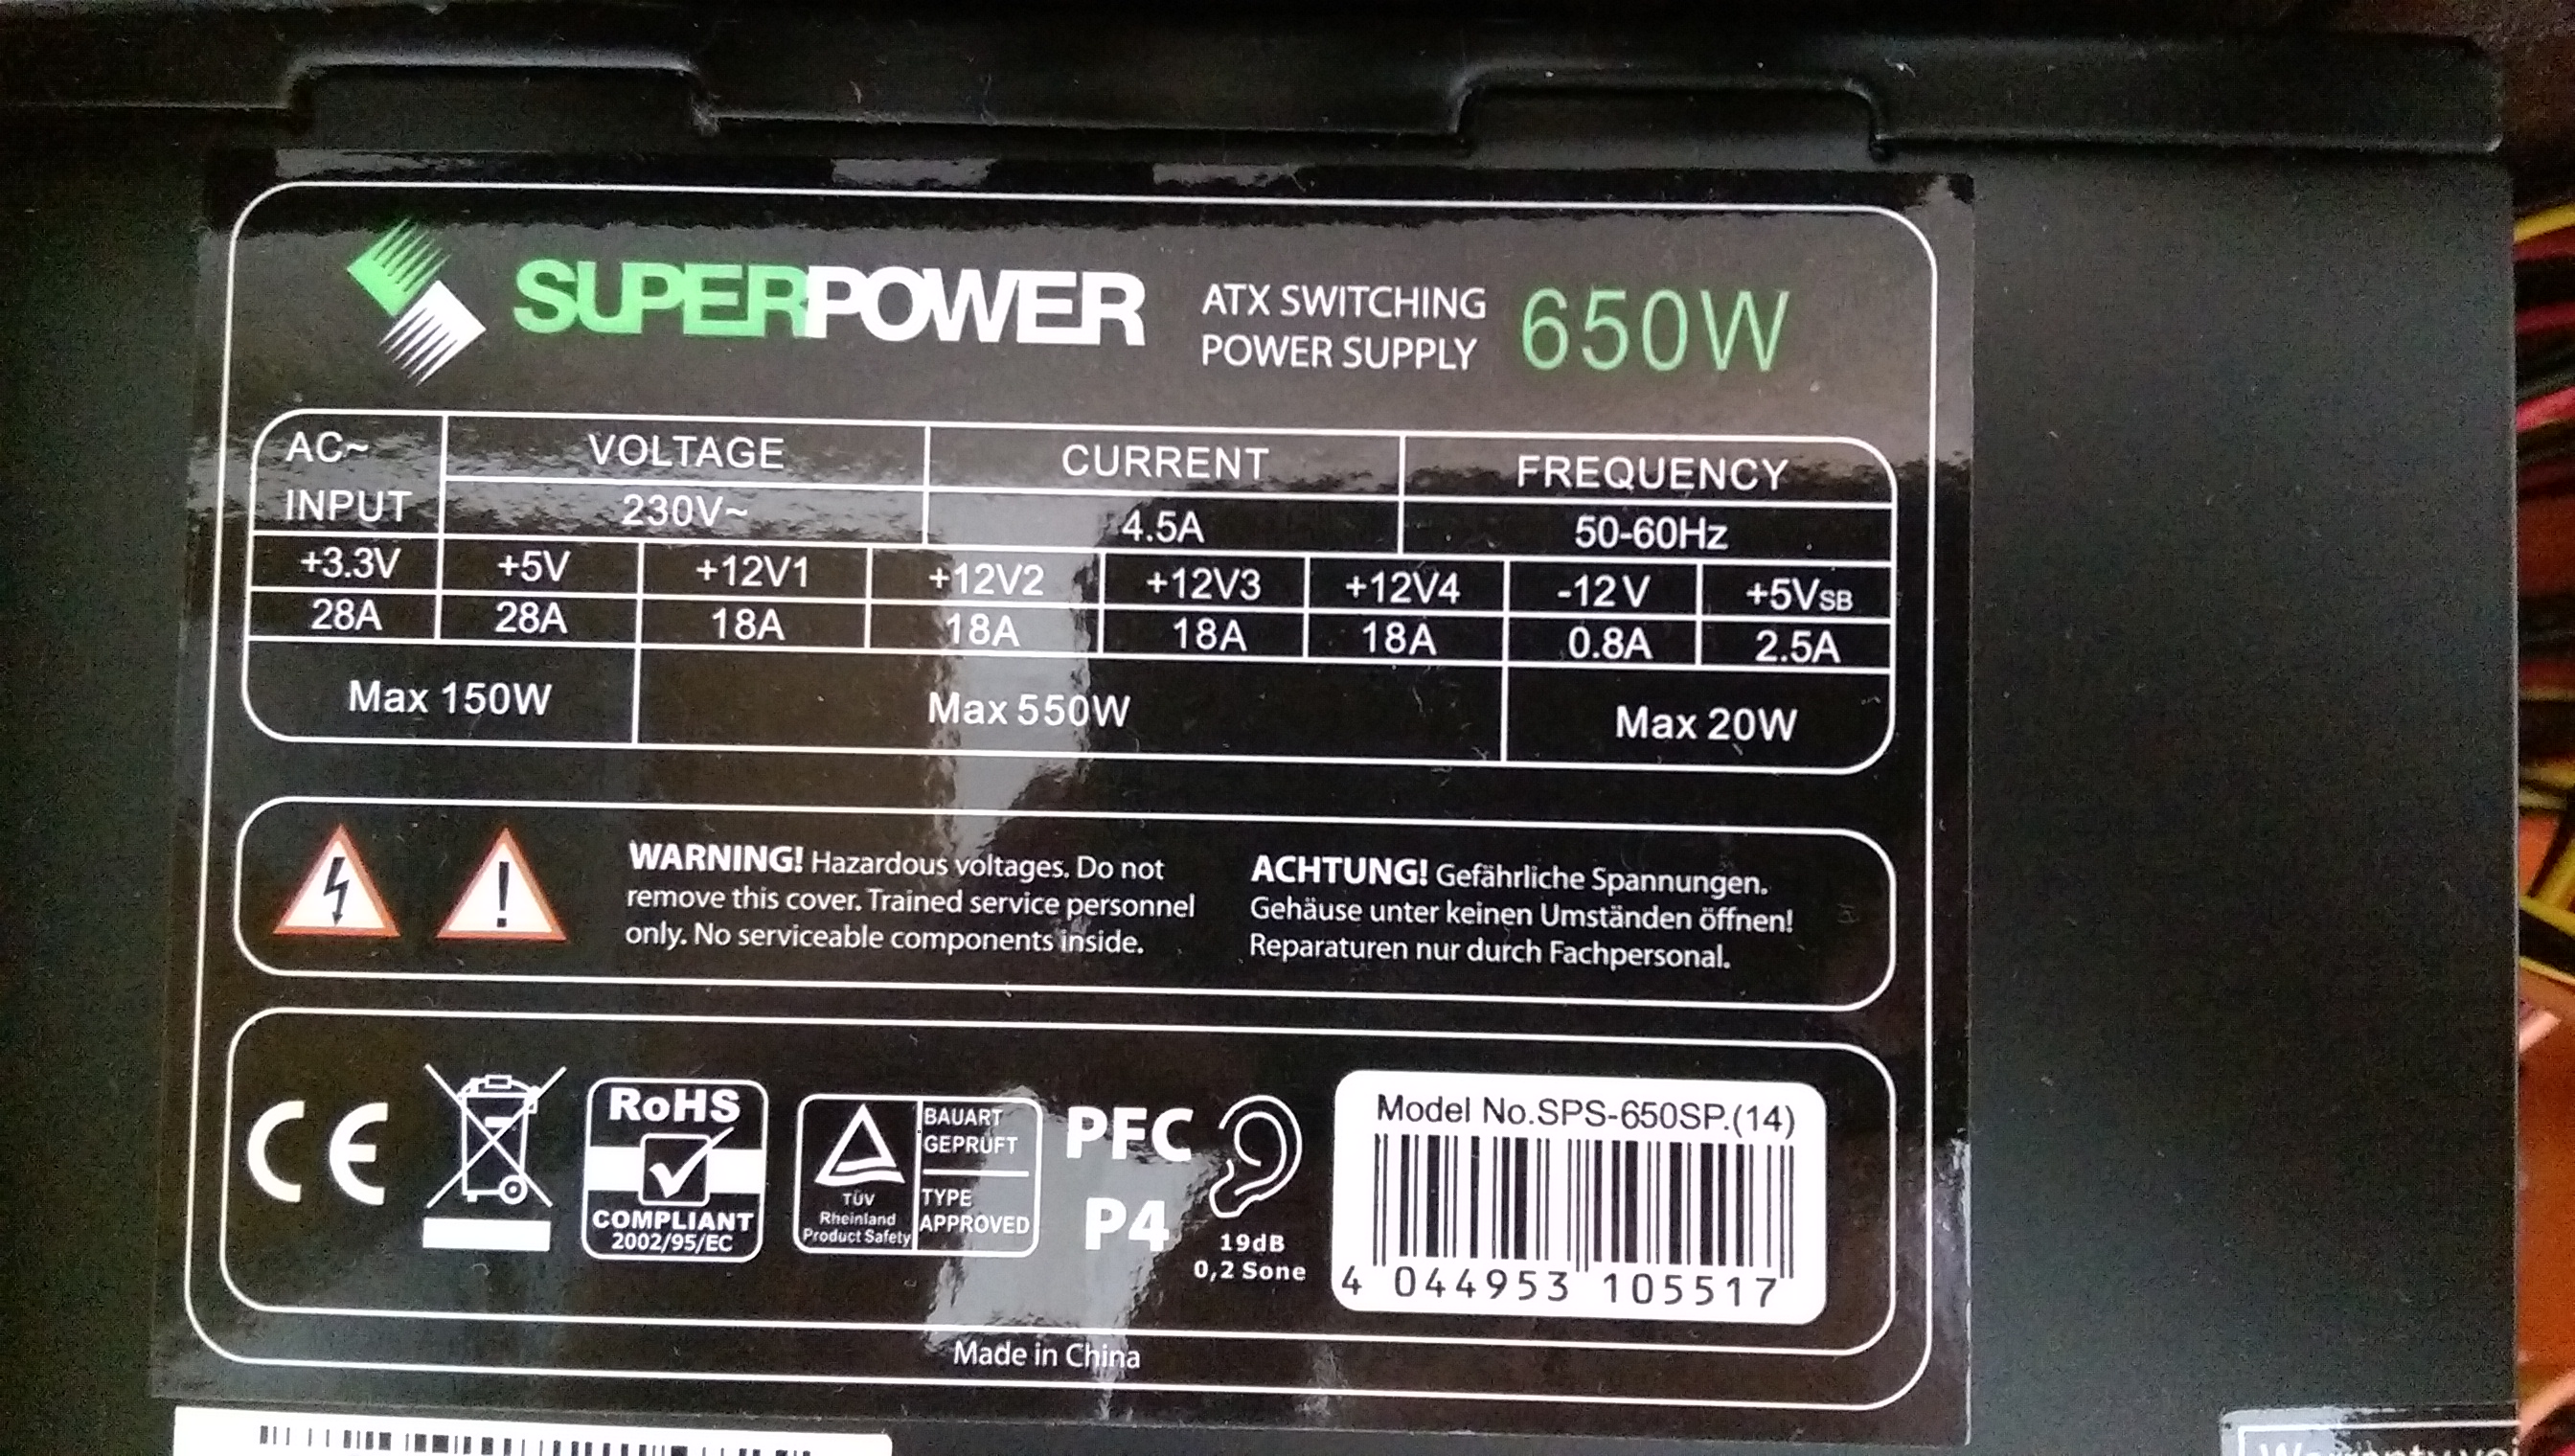 SUPERPOWER
ATX SWITCHING
POWER SUPPLY
650W
AC~
INPUT
VOLTAGE CURRENT FREQUENCY
230V~ 4.5A 50-60Hz
+3.3V +5V +12V1 +12V2 +12V3 +12V4 -12V +5VSB
28A 28A 18A 18A 18A 18A 0.8A 2.5A
Max 150W Max 550W Max 20W
WARNING! Hazardous voltages. Do not
remove this cover. Trained service personnel
only. No serviceable components inside.
ACHTUNG! Gefährliche Spannungen.
Gehäuse unter keinen Umständen öffnen!
Reparaturen nur durch Fachpersonal.
CE
RoHS
COMPLIANT
2002/95/EC
TÜV
Rheinland
Product Safety
BAUART
GEPRÜFT
TYPE
APPROVED
PFC
P4
19dB
0,2 Sone
Model No.SPS-650SP.(14)
4 044953 105517
Made in China